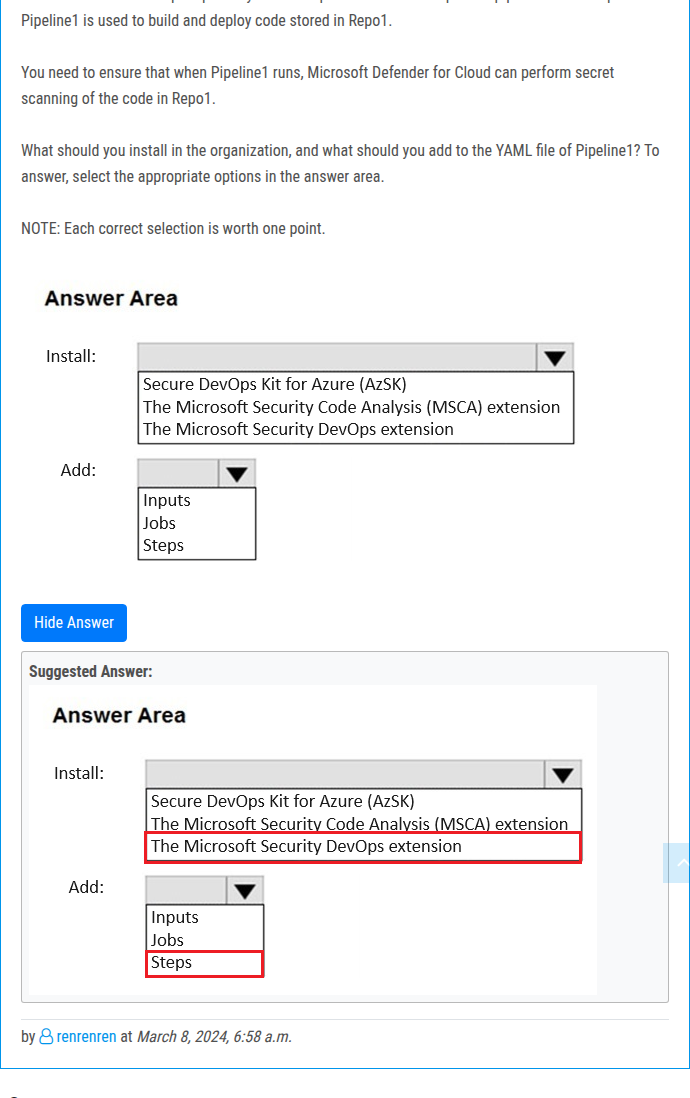 Pipeline1 is used to build and deploy code stored in Repo1.
You need to ensure that when Pipeline1 runs, Microsoft Defender for Cloud can perform secret
scanning of the code in Repo1.
What should you install in the organization, and what should you add to the YAML file of Pipeline1? To
answer, select the appropriate options in the answer area.
NOTE: Each correct selection is worth one point.
Answer Area
Install:
Secure DevOps Kit for Azure (AzSK)
The Microsoft Security Code Analysis (MSCA) extension
The Microsoft Security DevOps extension
Add:
Inputs
Jobs
Steps
Hide Answer
Suggested Answer:
Answer Area
Install:
Secure DevOps Kit for Azure (AzSK)
The Microsoft Security Code Analysis (MSCA) extension
The Microsoft Security DevOps extension
Add:
Inputs
Jobs
Steps
by renrenren at March 8, 2024, 6:58 a.m.